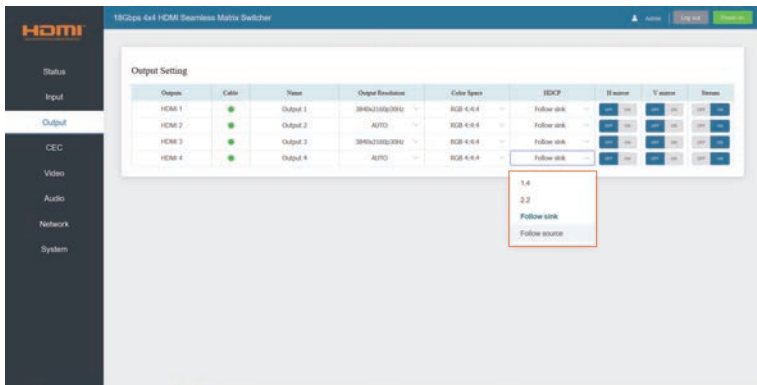 HDMI
18Gbps 4x4 HDMI Seamless Matrix Switcher
Admin
Log out
Power on
Status
Input
Output
CEC
Video
Audio
Network
System
Output Setting
Outputs Cable Name Output Resolution Color Space HDCP H mirror V mirror Stream
HDMI 1 Output 1 3840x2160p30Hz RGB 4:4:4 Follow sink OFF ON OFF ON OFF ON
HDMI 2 Output 2 AUTO RGB 4:4:4 Follow sink OFF ON OFF ON OFF ON
HDMI 3 Output 3 3840x2160p30Hz RGB 4:4:4 Follow sink OFF ON OFF ON OFF ON
HDMI 4 Output 4 AUTO RGB 4:4:4 Follow sink OFF ON OFF ON OFF ON
1.4
2.2
Follow sink
Follow source